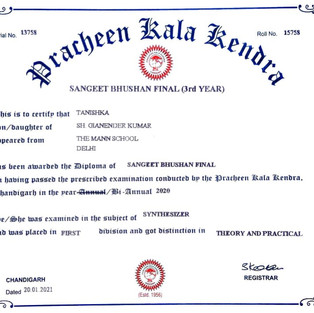 ial No. 13758
Roll No. 15758
Pracheen Kala Kendra
SANGEET BHUSHAN FINAL (3rd YEAR)
his is to certify that TANISHKA
on/daughter of SH GIANENDER KUMAR
ppeared from THE MANN SCHOOL
DELHI
as been awarded the Diploma of SANGEET BHUSHAN FINAL
n having passed the prescribed examination conducted by the Pracheen Kala Kendra,
handigarh in the year Annual/Bi-Annual 2020
e/She was examined in the subject of SYNTHESIZER
nd was placed in FIRST division and got distinction in THEORY AND PRACTICAL
CHANDIGARH
Dated 20.01.2021
(Estd. 1956)
REGISTRAR